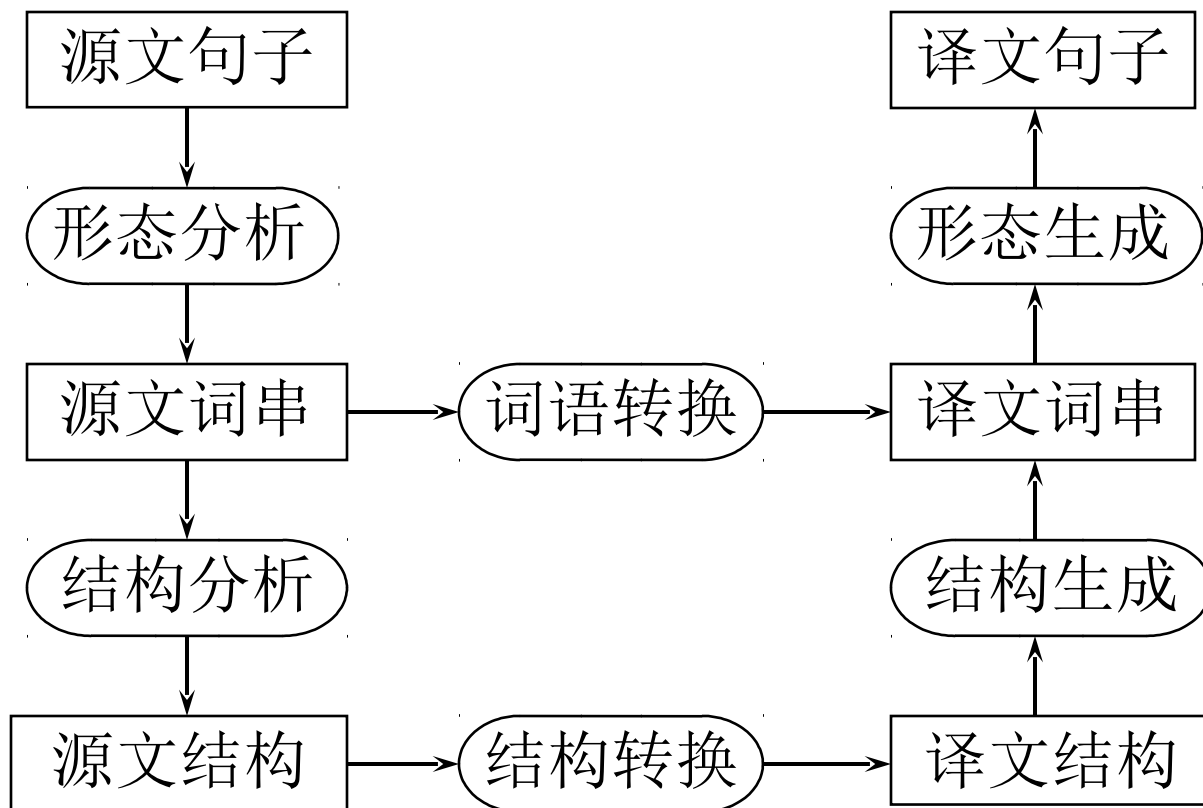 源文句子
译文句子
形态分析
形态生成
源文词串
词语转换
译文词串
结构分析
结构生成
源文结构
结构转换
译文结构